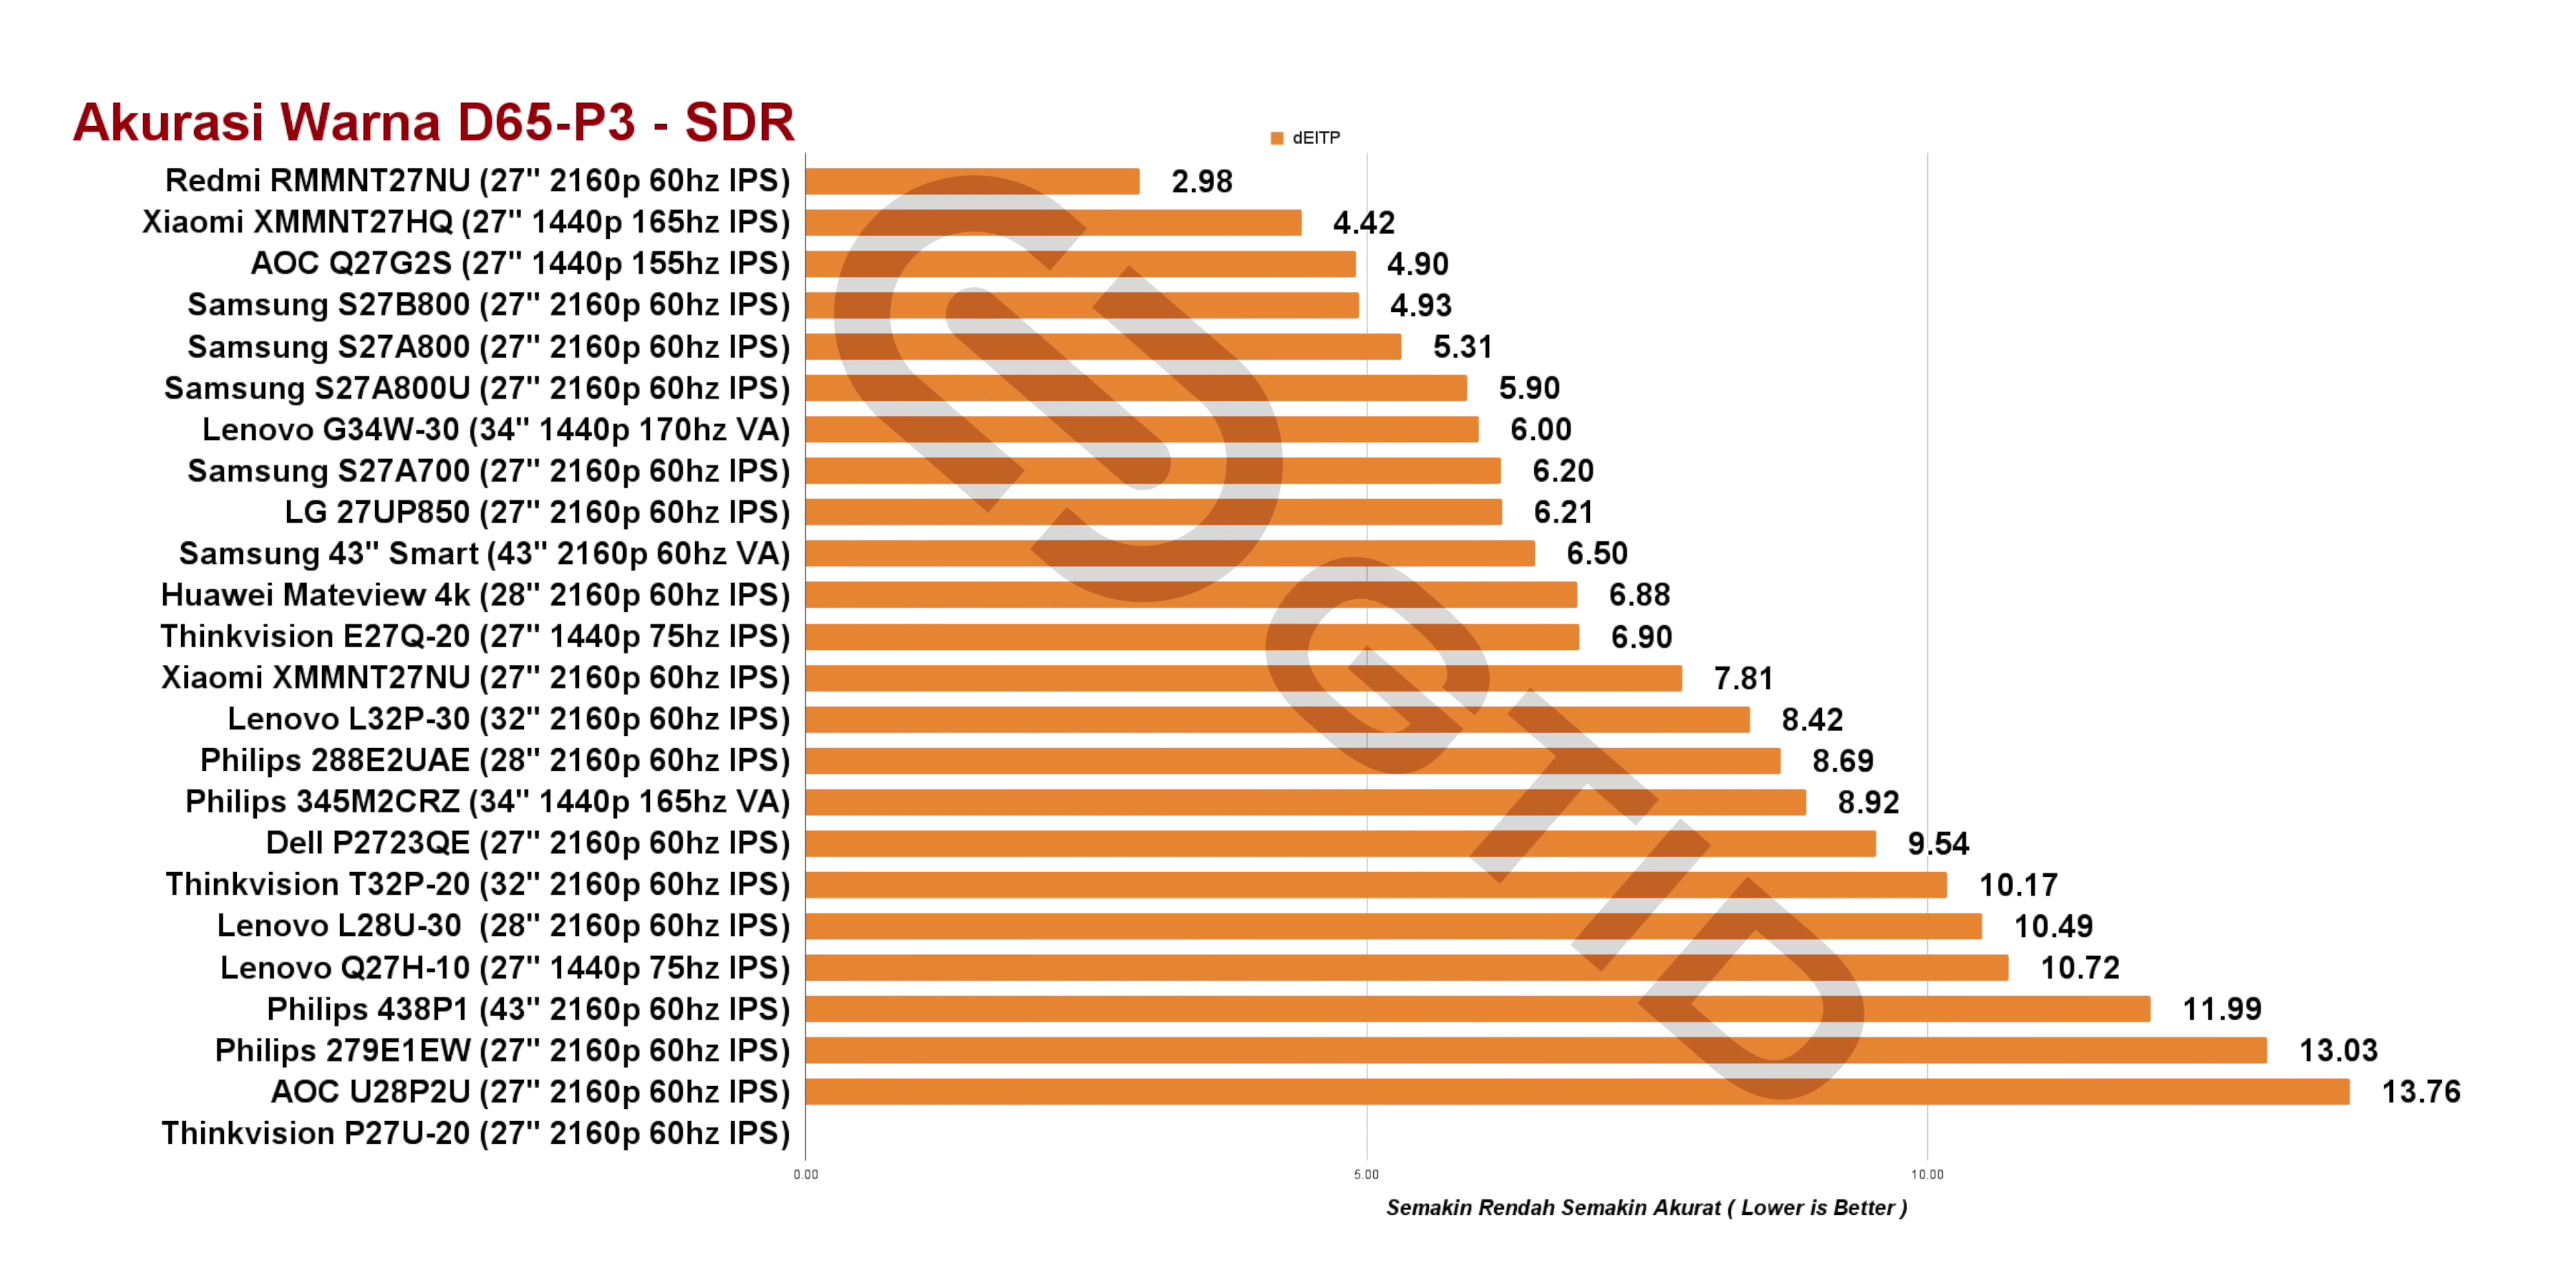 Akurasi Warna D65-P3 - SDR
dEITP
Redmi RMMNT27NU (27" 2160p 60hz IPS) 2.98
Xiaomi XMMNT27HQ (27" 1440p 165hz IPS) 4.42
AOC Q27G2S (27" 1440p 155hz IPS) 4.90
Samsung S27B800 (27" 2160p 60hz IPS) 4.93
Samsung S27A800 (27" 2160p 60hz IPS) 5.31
Samsung S27A800U (27" 2160p 60hz IPS) 5.90
Lenovo G34W-30 (34" 1440p 170hz VA) 6.00
Samsung S27A700 (27" 2160p 60hz IPS) 6.20
LG 27UP850 (27" 2160p 60hz IPS) 6.21
Samsung 43" Smart (43" 2160p 60hz VA) 6.50
Huawei Mateview 4k (28" 2160p 60hz IPS) 6.88
Thinkvision E27Q-20 (27" 1440p 75hz IPS) 6.90
Xiaomi XMMNT27NU (27" 2160p 60hz IPS) 7.81
Lenovo L32P-30 (32" 2160p 60hz IPS) 8.42
Philips 288E2UAE (28" 2160p 60hz IPS) 8.69
Philips 345M2CRZ (34" 1440p 165hz VA) 8.92
Dell P2723QE (27" 2160p 60hz IPS) 9.54
Thinkvision T32P-20 (32" 2160p 60hz IPS) 10.17
Lenovo L28U-30 (28" 2160p 60hz IPS) 10.49
Lenovo Q27H-10 (27" 1440p 75hz IPS) 10.72
Philips 438P1 (43" 2160p 60hz IPS) 11.99
Philips 279E1EW (27" 2160p 60hz IPS) 13.03
AOC U28P2U (27" 2160p 60hz IPS) 13.76
Thinkvision P27U-20 (27" 2160p 60hz IPS)
0.00 5.00 10.00
Semakin Rendah Semakin Akurat ( Lower is Better )
GTID